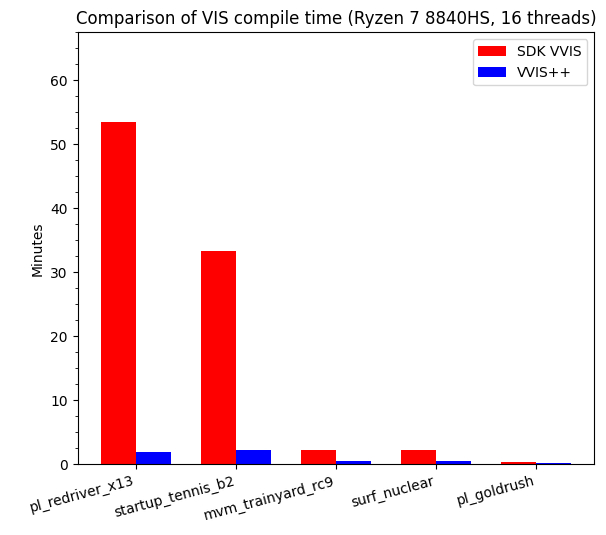 Comparison of VIS compile time (Ryzen 7 8840HS, 16 threads)
SDK VVIS
VVIS++
Minutes
60
50
40
30
20
10
0
pl_redriver_x13
startup_tennis_b2
mvm_trainyard_rc9
surf_nuclear
pl_goldrush